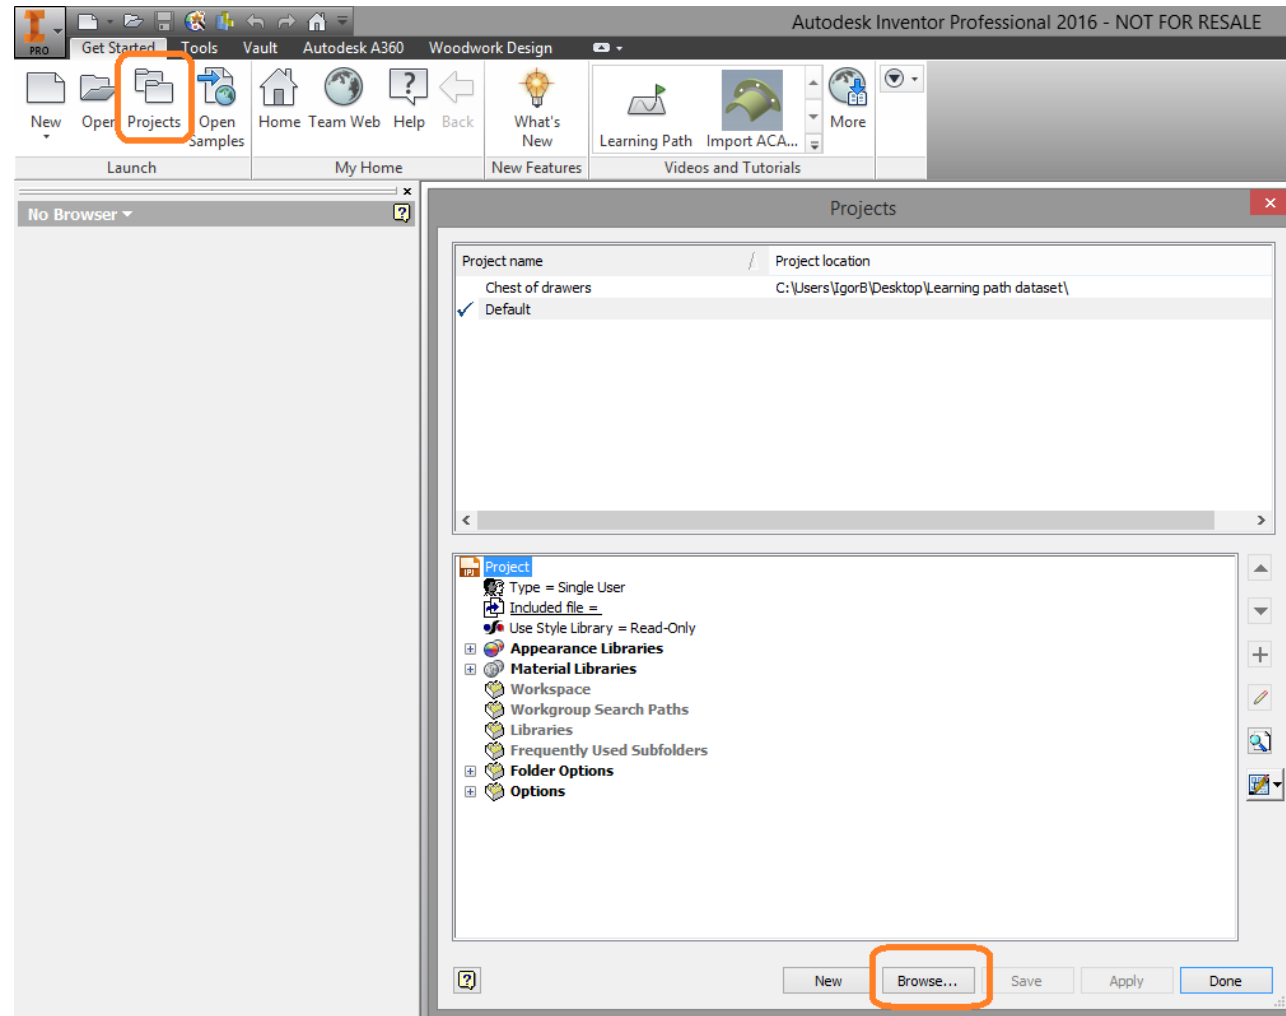 Autodesk Inventor Professional 2016 - NOT FOR RESALE
PRO
Get Started Tools Vault Autodesk A360 Woodwork Design
New Open Projects Open Samples Home Team Web Help Back What's New Learning Path Import ACA... More
Launch My Home New Features Videos and Tutorials
No Browser
Projects
Project name Project location
Chest of drawers C:\Users\IgorB\Desktop\Learning path dataset\
Default
Project
Type = Single User
Included file =
Use Style Library = Read-Only
Appearance Libraries
Material Libraries
Workspace
Workgroup Search Paths
Libraries
Frequently Used Subfolders
Folder Options
Options
New Browse... Save Apply Done